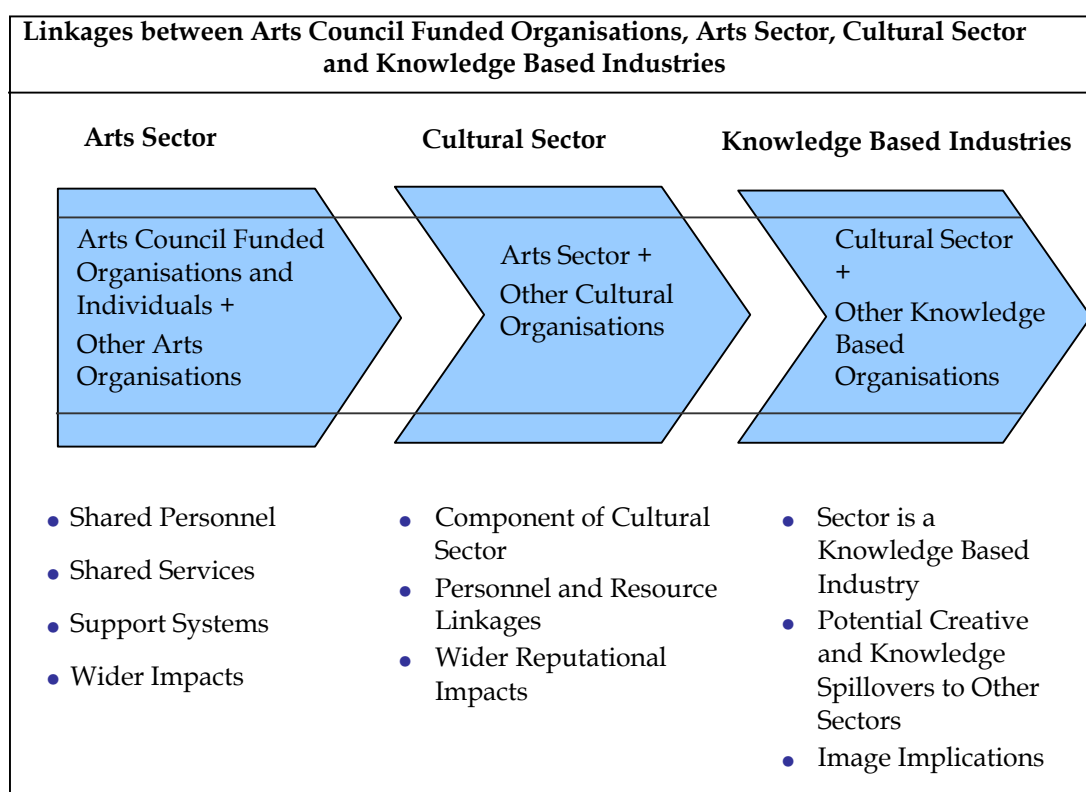 Linkages between Arts Council Funded Organisations, Arts Sector, Cultural Sector
and Knowledge Based Industries
Arts Sector
Cultural Sector
Knowledge Based Industries
Arts Council Funded
Organisations and
Individuals +
Other Arts
Organisations
Arts Sector +
Other Cultural
Organisations
Cultural Sector
+
Other Knowledge
Based
Organisations
• Shared Personnel
• Shared Services
• Support Systems
• Wider Impacts
• Component of Cultural
Sector
• Personnel and Resource
Linkages
• Wider Reputational
Impacts
• Sector is a
Knowledge Based
Industry
• Potential Creative
and Knowledge
Spillovers to Other
Sectors
• Image Implications